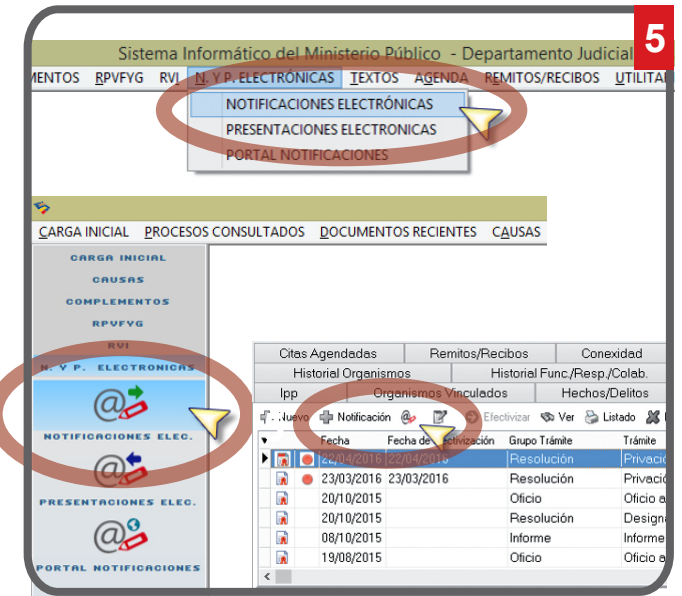 5
Sistema Informático del Ministerio Público - Departamento Judicial
MENTOS RPVFYG RVI N. Y P. ELECTRÓNICAS TEXTOS AGENDA REMITOS/RECIBOS UTILITA
NOTIFICACIONES ELECTRÓNICAS
PRESENTACIONES ELECTRONICAS
PORTAL NOTIFICACIONES
CARGA INICIAL PROCESOS CONSULTADOS DOCUMENTOS RECIENTES CAUSAS
CARGA INICIAL
CAUSAS
COMPLEMENTOS
RPVFYG
RVI
N. Y P. ELECTRONICAS
NOTIFICACIONES ELEC.
PRESENTACIONES ELEC.
PORTAL NOTIFICACIONES
Citas Agendadas Remitos/Recibos Conexidad
Historial Organismos Historial Func./Resp./Colab.
Ipp Organismos Vinculados Hechos/Delitos
Nuevo Notificación Efectivizar Ver Listado
Fecha Fecha de Efectivización Grupo Trámite Trámite
22/04/2016 22/04/2016 Resolución Privació
23/03/2016 23/03/2016 Resolución Privació
20/10/2015 Oficio Oficio a
20/10/2015 Resolución Design
08/10/2015 Informe Informe
19/08/2015 Oficio Oficio a